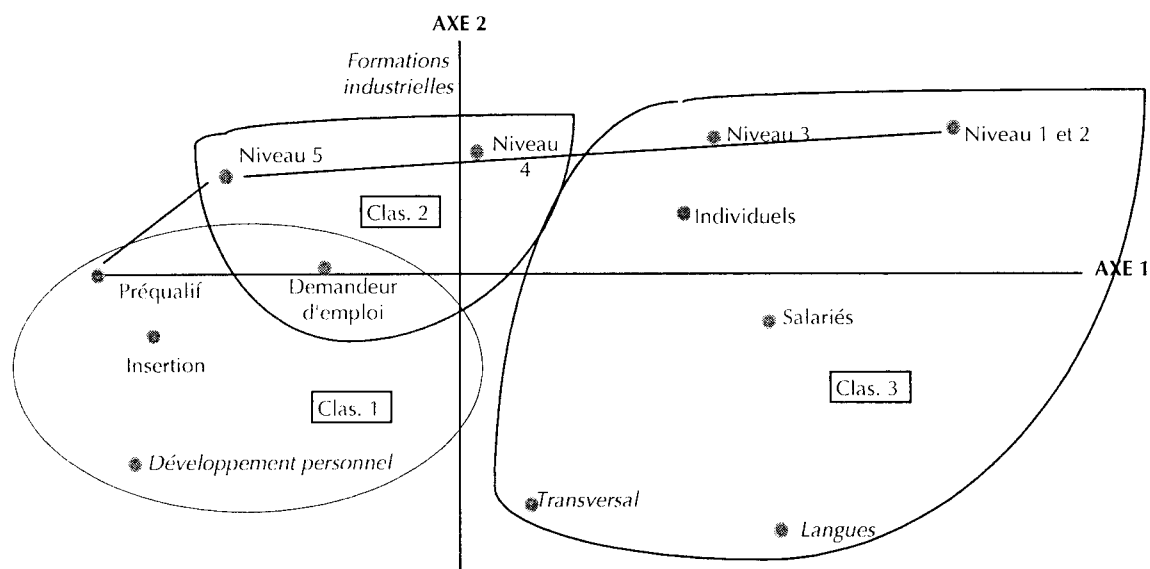 AXE 2
Formations
industrielles
Niveau 5
Niveau
4
Niveau 3
Niveau 1 et 2
Clas. 2
Individuels
AXE 1
Préqualif
Demandeur
d'emploi
Salariés
Insertion
Clas. 1
Clas. 3
Développement personnel
Transversal
Langues